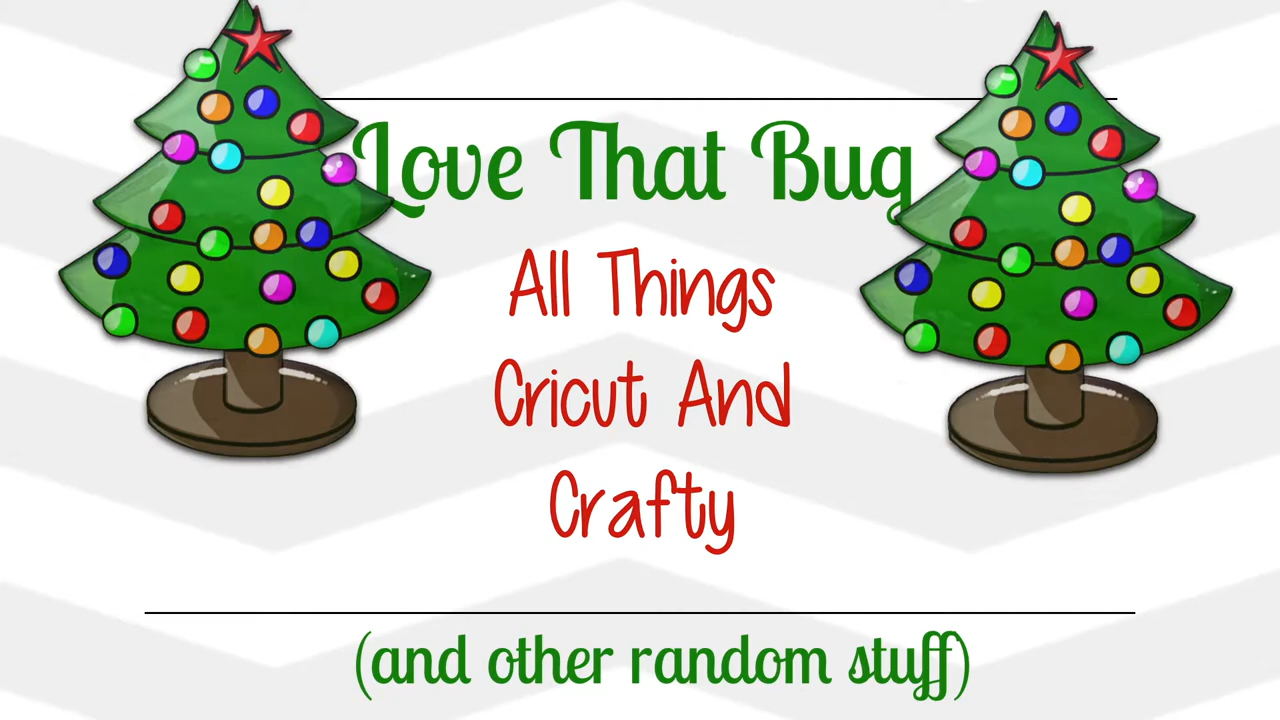 Love That Bug
All Things
Cricut And
Crafty
(and other random stuff)